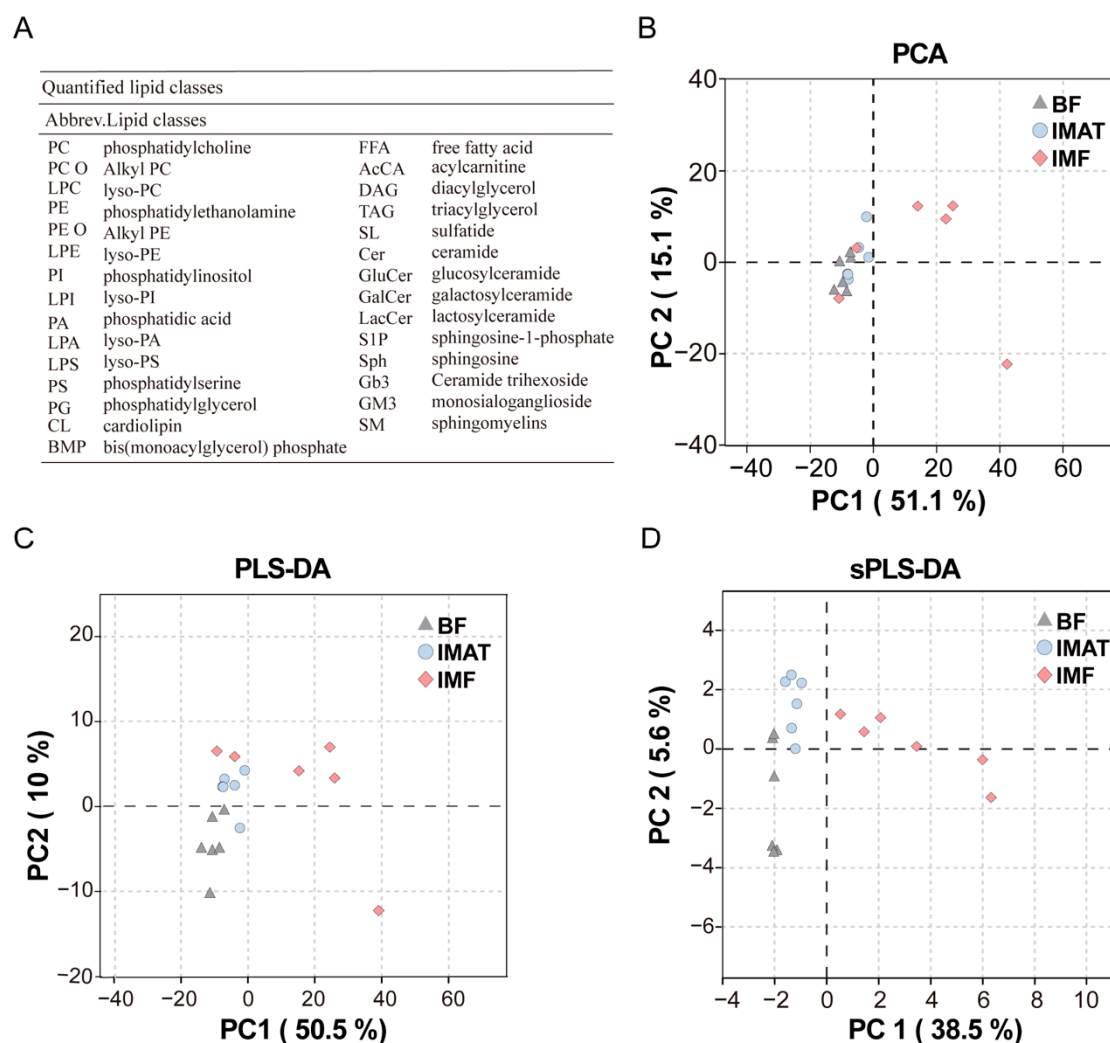 A
Quantified lipid classes
Abbrev.Lipid classes
PC phosphatidylcholine FFA free fatty acid
PC O Alkyl PC AcCA acylcarnitine
LPC lyso-PC DAG diacylglycerol
PE phosphatidylethanolamine TAG triacylglycerol
PE O Alkyl PE SL sulfatide
LPE lyso-PE Cer ceramide
PI phosphatidylinositol GluCer glucosylceramide
LPI lyso-PI GalCer galactosylceramide
PA phosphatidic acid LacCer lactosylceramide
LPA lyso-PA S1P sphingosine-1-phosphate
LPS lyso-PS Sph sphingosine
PS phosphatidylserine Gb3 Ceramide trihexoside
PG phosphatidylglycerol GM3 monosialoganglioside
CL cardiolipin SM sphingomyelins
BMP bis(monoacylglycerol) phosphate
B
PCA
BF
IMAT
IMF
40
20
0
−20
−40
PC 2 ( 15.1 %)
−40 −20 0 20 40 60
PC1 ( 51.1 %)
C
PLS-DA
BF
IMAT
IMF
20
10
0
−10
−20
PC2 ( 10 %)
−40 −20 0 20 40 60
PC1 ( 50.5 %)
D
sPLS-DA
BF
IMAT
IMF
4
2
0
−2
−4
−6
PC 2 ( 5.6 %)
−4 −2 0 2 4 6 8 10
PC 1 ( 38.5 %)